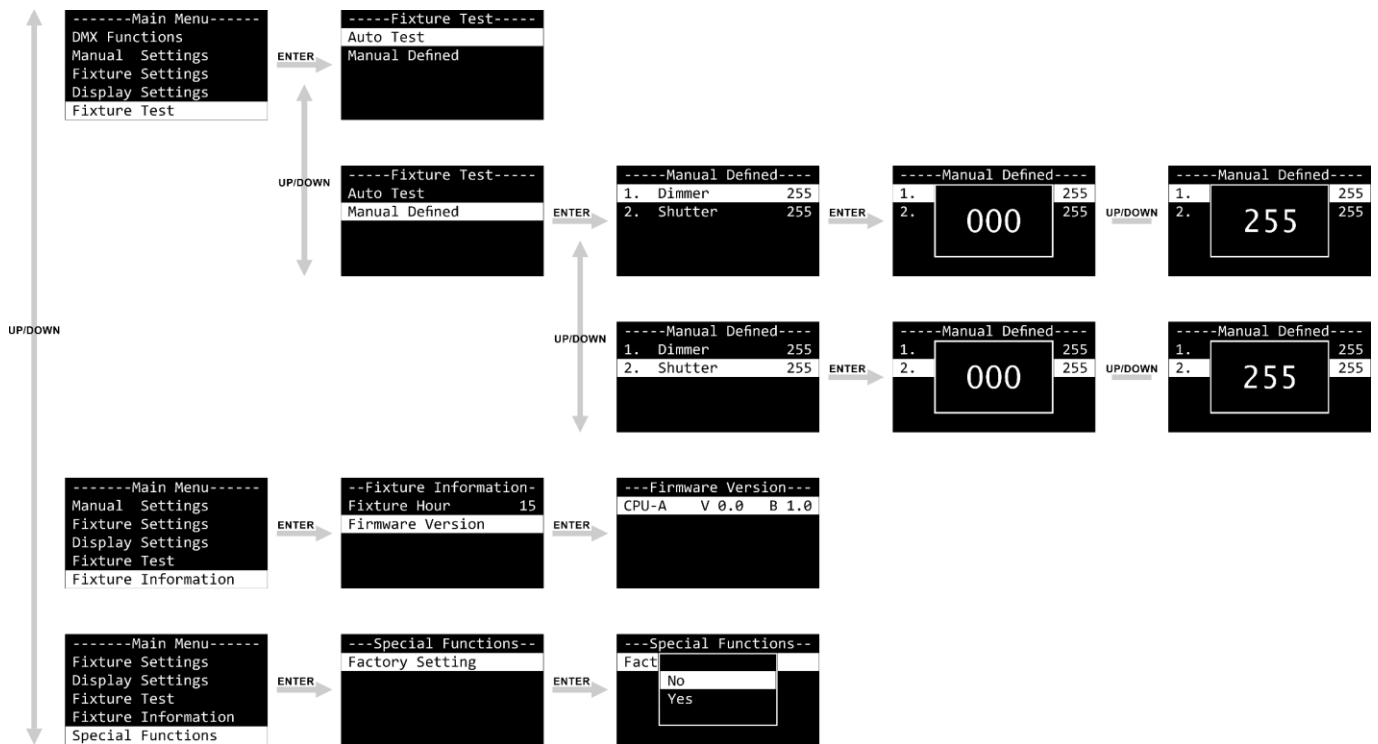 -------Main Menu------
DMX Functions
Manual  Settings
Fixture Settings
Display Settings
Fixture Test
ENTER
-----Fixture Test-----
Auto Test
Manual Defined
UP/DOWN
-----Fixture Test-----
Auto Test
Manual Defined
ENTER
-----Manual Defined----
1.  Dimmer 255
2.  Shutter 255
ENTER
-----Manual Defined----
1. 255
2. 255
000
UP/DOWN
-----Manual Defined----
1. 255
2. 255
255
UP/DOWN
UP/DOWN
-----Manual Defined----
1.  Dimmer 255
2.  Shutter 255
ENTER
-----Manual Defined----
1. 255
2. 255
000
UP/DOWN
-----Manual Defined----
1. 255
2. 255
255
-------Main Menu------
Manual  Settings
Fixture Settings
Display Settings
Fixture Test
Fixture Information
ENTER
--Fixture Information-
Fixture Hour 15
Firmware Version
ENTER
---Firmware Version---
CPU-A V 0.0 B 1.0
-------Main Menu------
Fixture Settings
Display Settings
Fixture Test
Fixture Information
Special Functions
ENTER
---Special Functions--
Factory Setting
ENTER
---Special Functions--
Fact
No
Yes